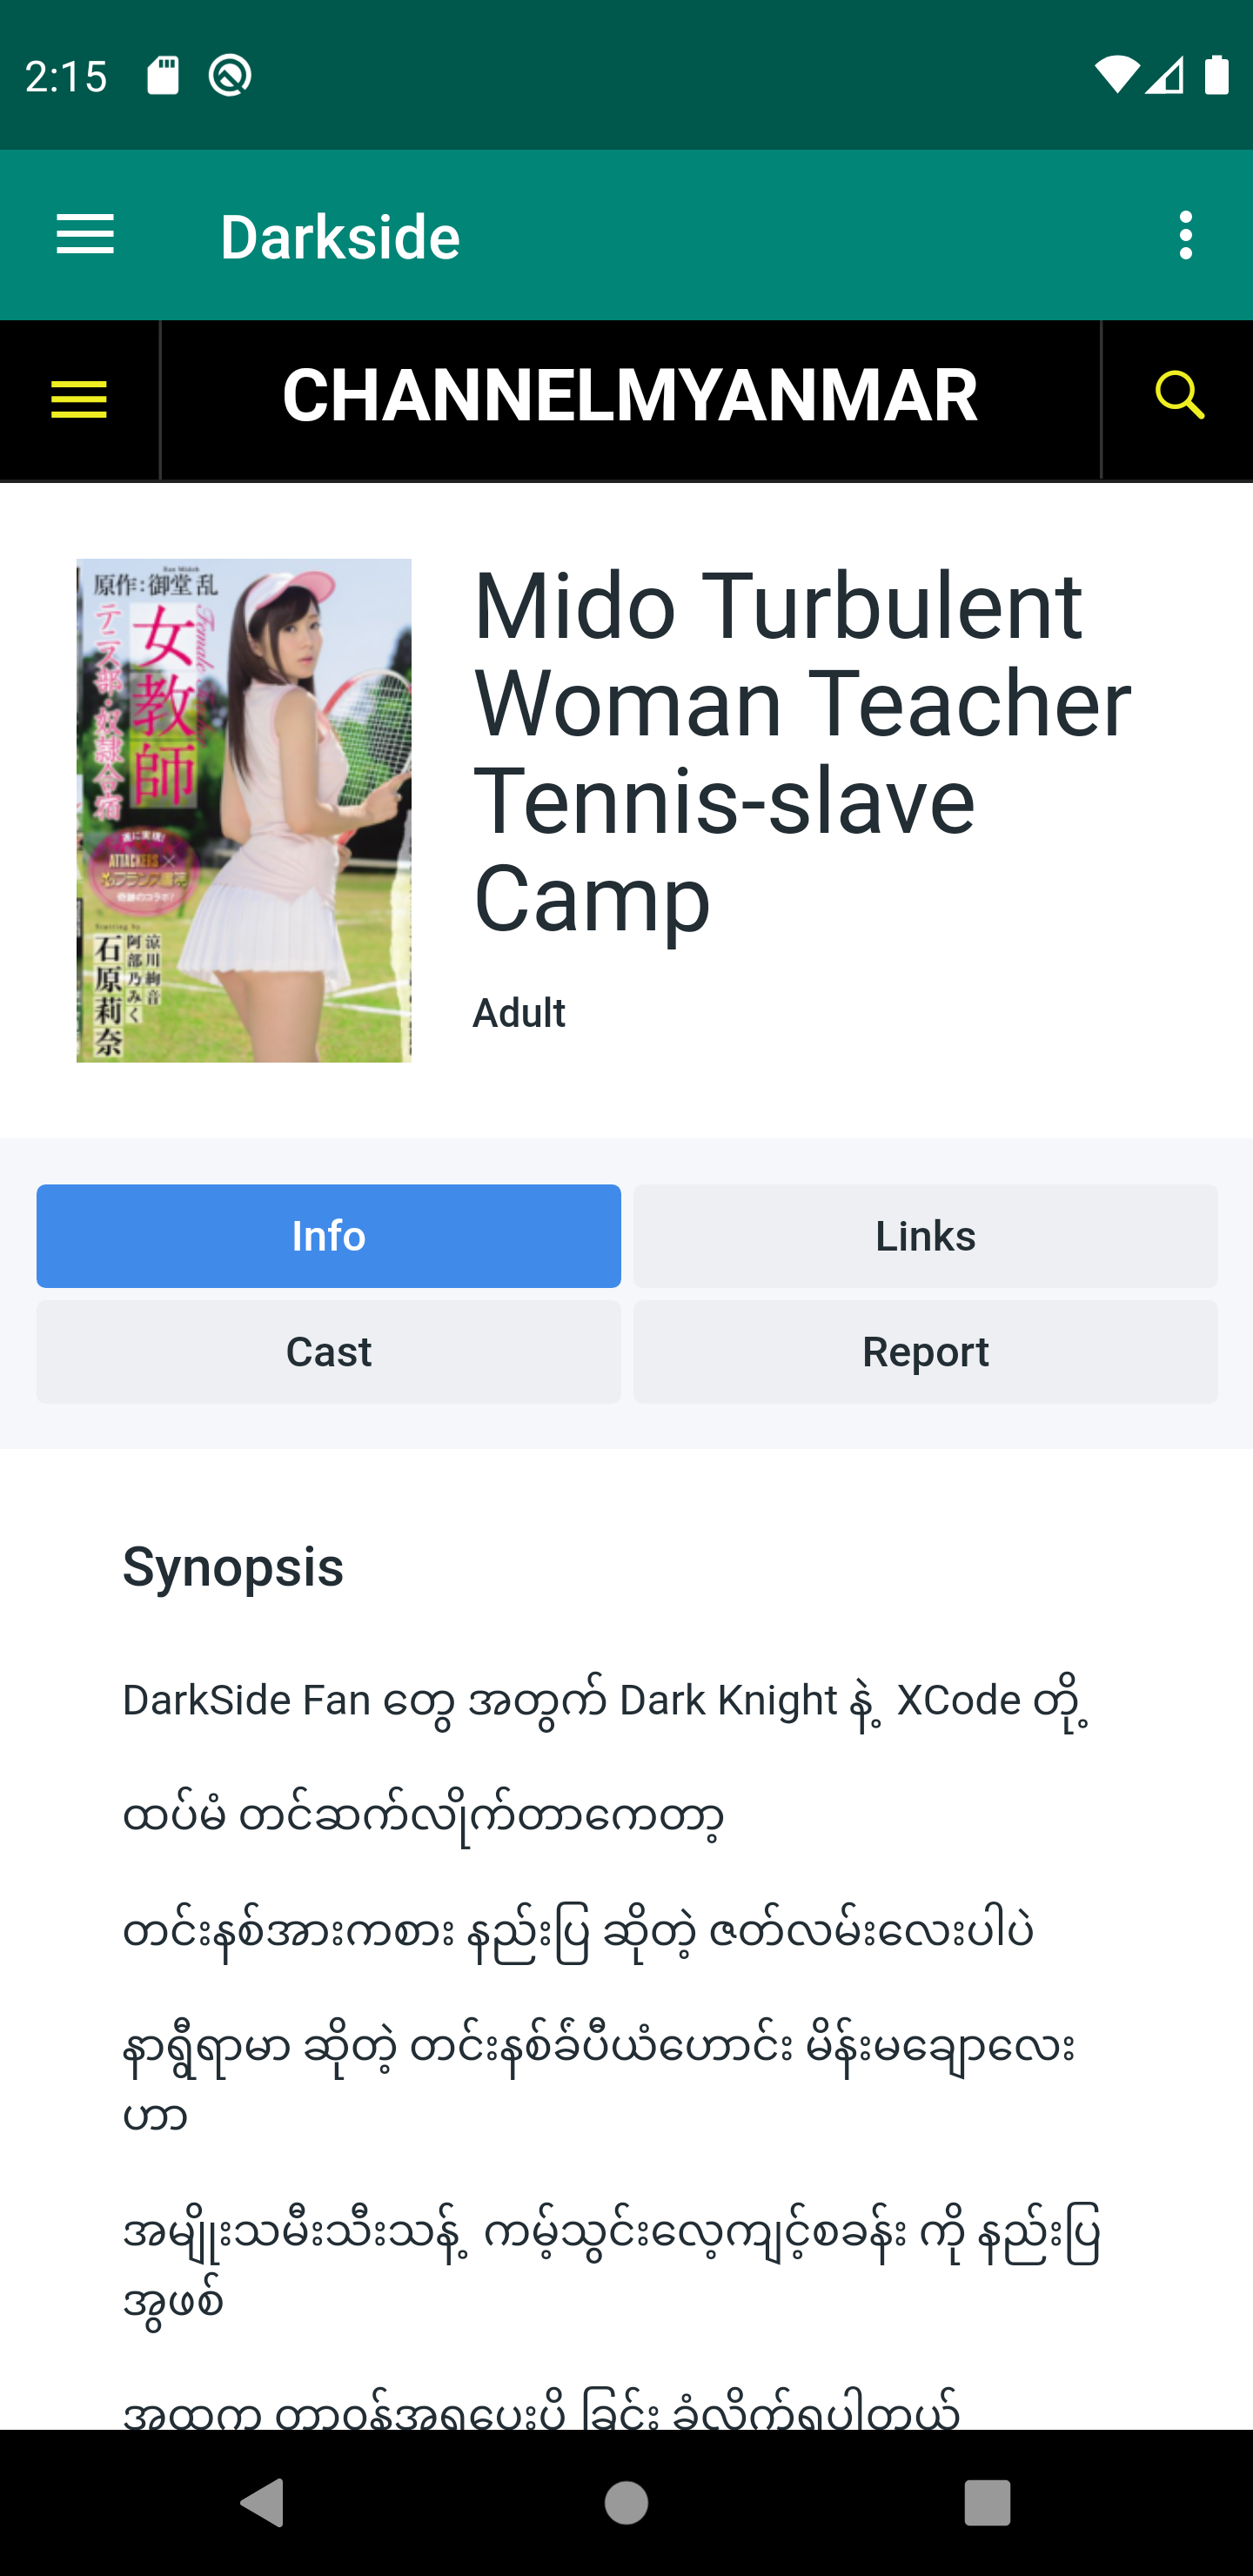 2:15
Darkside
CHANNELMYANMAR
原作:御堂乱
女教師
テニス部・奴隷合宿
ATTACKERS×
石原莉奈
阿部乃みく
涼川絢音
Mido Turbulent
Woman Teacher
Tennis-slave
Camp
Adult
Info
Links
Cast
Report
Synopsis
DarkSide Fan တွေ အတွက် Dark Knight နဲ့ XCode တို့
ထပ်မံ တင်ဆက်လိုက်တာကေတာ့
တင်းနစ်အားကစား နည်းပြ ဆိုတဲ့ ဇတ်လမ်းလေးပါပဲ
နာရွီရာမာ ဆိုတဲ့ တင်းနစ်ခ်ံပီယံဟောင်း မိန်းမချောလေး
ဟာ
အမျိုးသမီးသီးသန့် ကမ့်သွင်းလေ့ကျင့်စခန်း ကို နည်းပြ
အွဖစ်